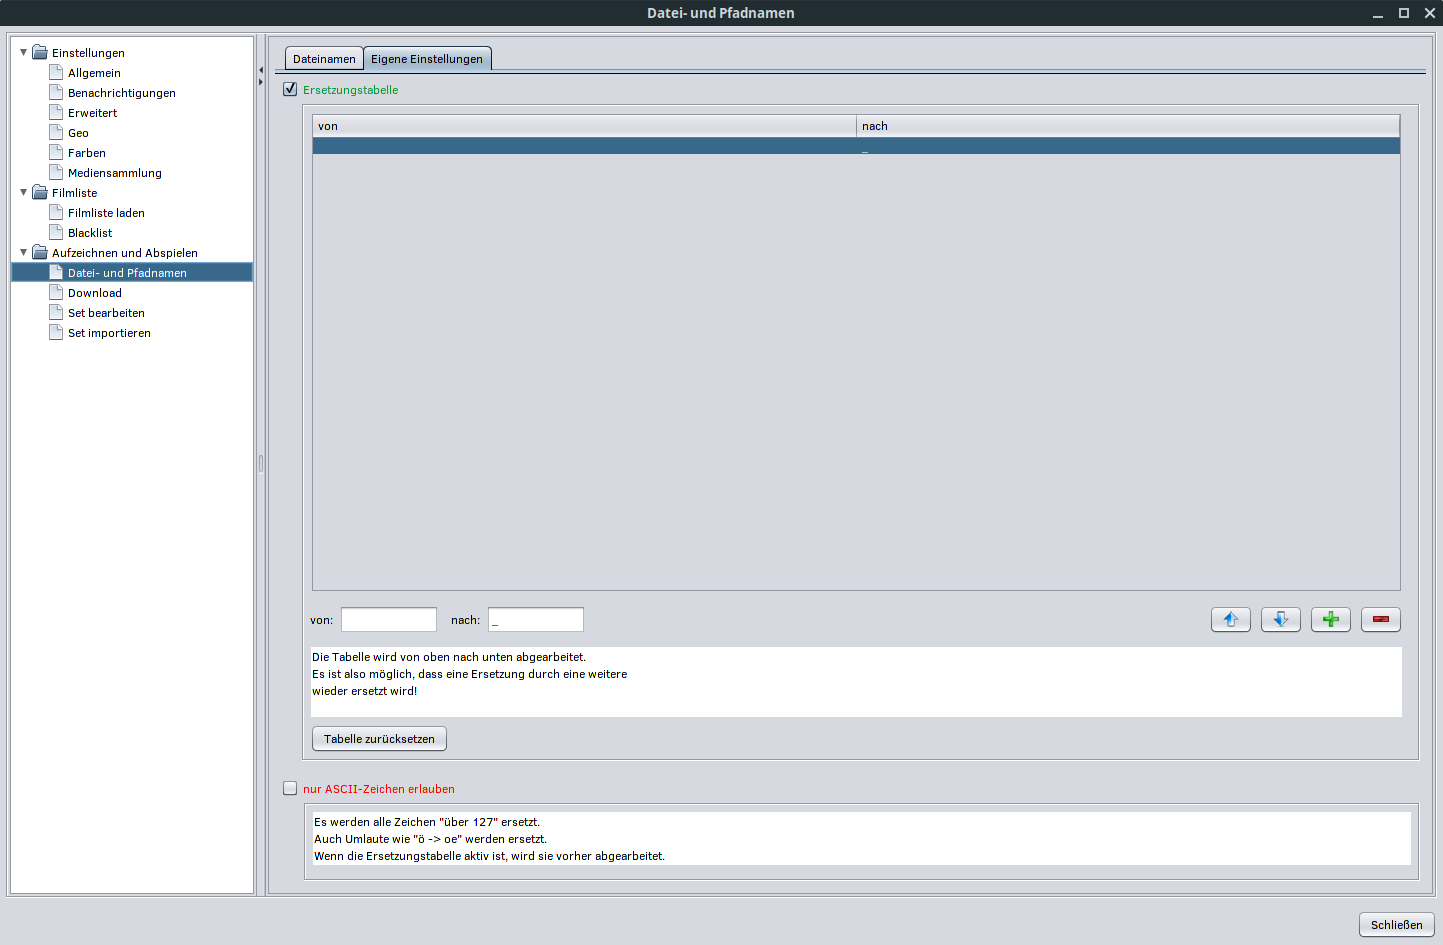 Datei- und Pfadnamen
Einstellungen
Allgemein
Benachrichtigungen
Erweitert
Geo
Farben
Mediensammlung
Filmliste
Filmliste laden
Blacklist
Aufzeichnen und Abspielen
Datei- und Pfadnamen
Download
Set bearbeiten
Set importieren
Dateinamen Eigene Einstellungen
Ersetzungstabelle
von nach
_
von: nach: _
Die Tabelle wird von oben nach unten abgearbeitet.
Es ist also möglich, dass eine Ersetzung durch eine weitere
wieder ersetzt wird!
Tabelle zurücksetzen
nur ASCII-Zeichen erlauben
Es werden alle Zeichen "über 127" ersetzt.
Auch Umlaute wie "ö -> oe" werden ersetzt.
Wenn die Ersetzungstabelle aktiv ist, wird sie vorher abgearbeitet.
Schließen